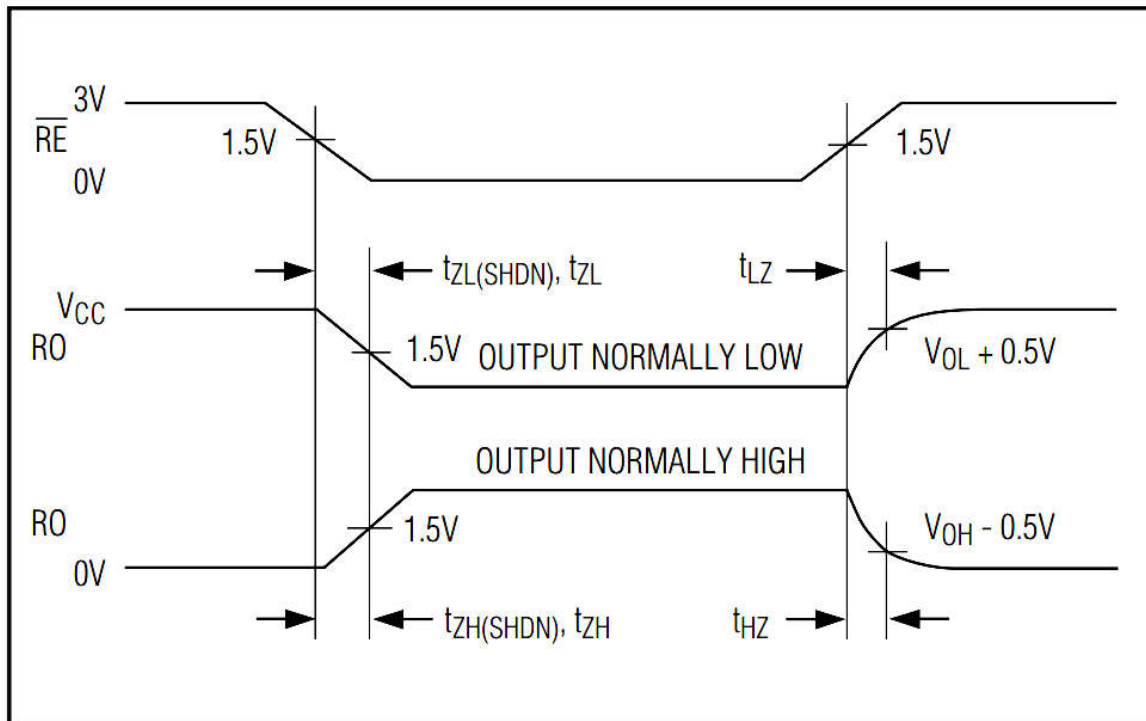 3V
R̅E̅
1.5V
1.5V
0V
tZL(SHDN), tZL
tLZ
VCC
RO
1.5V
OUTPUT NORMALLY LOW
VOL + 0.5V
OUTPUT NORMALLY HIGH
RO
1.5V
VOH - 0.5V
0V
tZH(SHDN), tZH
tHZ